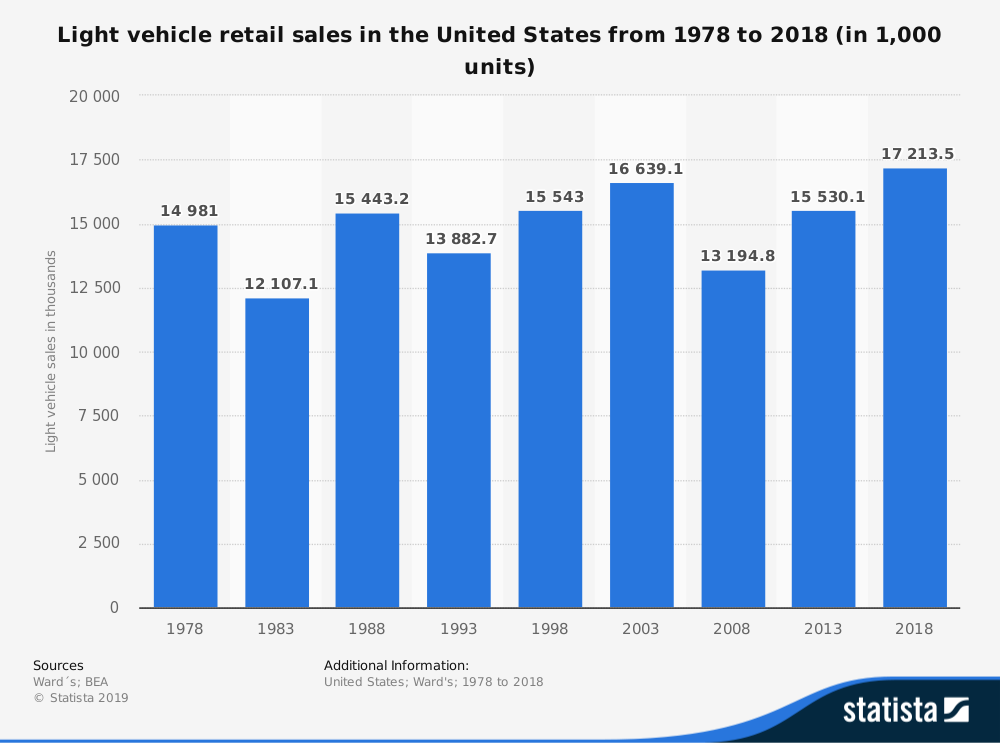 Light vehicle retail sales in the United States from 1978 to 2018 (in 1,000
units)
Light vehicle sales in thousands
20 000
17 500
15 000
12 500
10 000
7 500
5 000
2 500
0
14 981
12 107.1
15 443.2
13 882.7
15 543
16 639.1
13 194.8
15 530.1
17 213.5
1978 1983 1988 1993 1998 2003 2008 2013 2018
Sources
Ward´s; BEA
© Statista 2019
Additional Information:
United States; Ward's; 1978 to 2018
statista